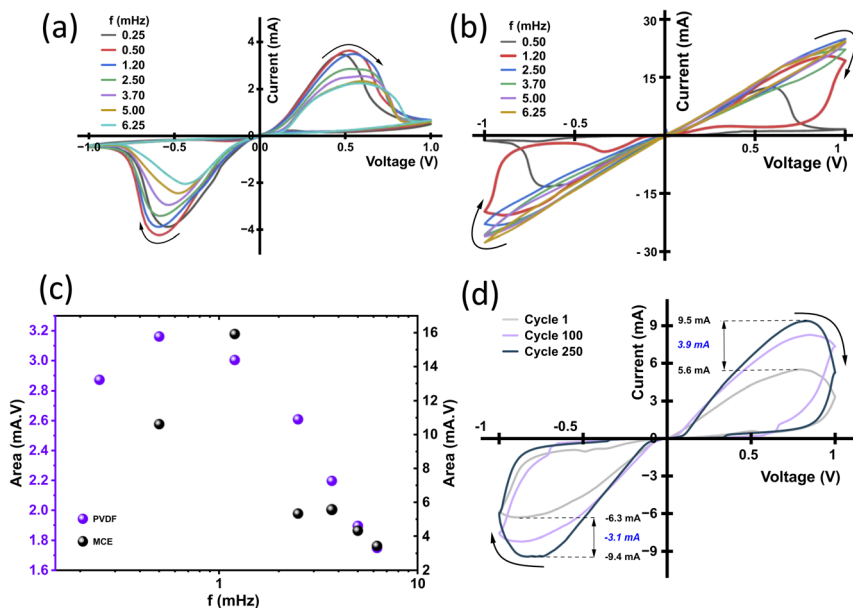 (a)
f (mHz)
0.25
0.50
1.20
2.50
3.70
5.00
6.25
Current (mA)
4
2
0
−2
−4
−1.0
−0.5
0.5
1.0
Voltage (V)
(b)
f (mHz)
0.50
1.20
2.50
3.70
5.00
6.25
Current (mA)
30
15
0
- 15
- 30
-1
-0.5
0.5
1
Voltage (V)
(c)
Area (mA.V)
3.2
3.0
2.8
2.6
2.4
2.2
2.0
1.8
1.6
PVDF
MCE
1
10
f (mHz)
16
14
12
10
8
6
4
2
Area (mA.V)
(d)
Cycle 1
Cycle 100
Cycle 250
Current (mA)
9
6
3
0
−3
−6
−9
9.5 mA
3.9 mA
5.6 mA
-1
-0.5
0.5
1
Voltage (V)
-6.3 mA
-3.1 mA
-9.4 mA